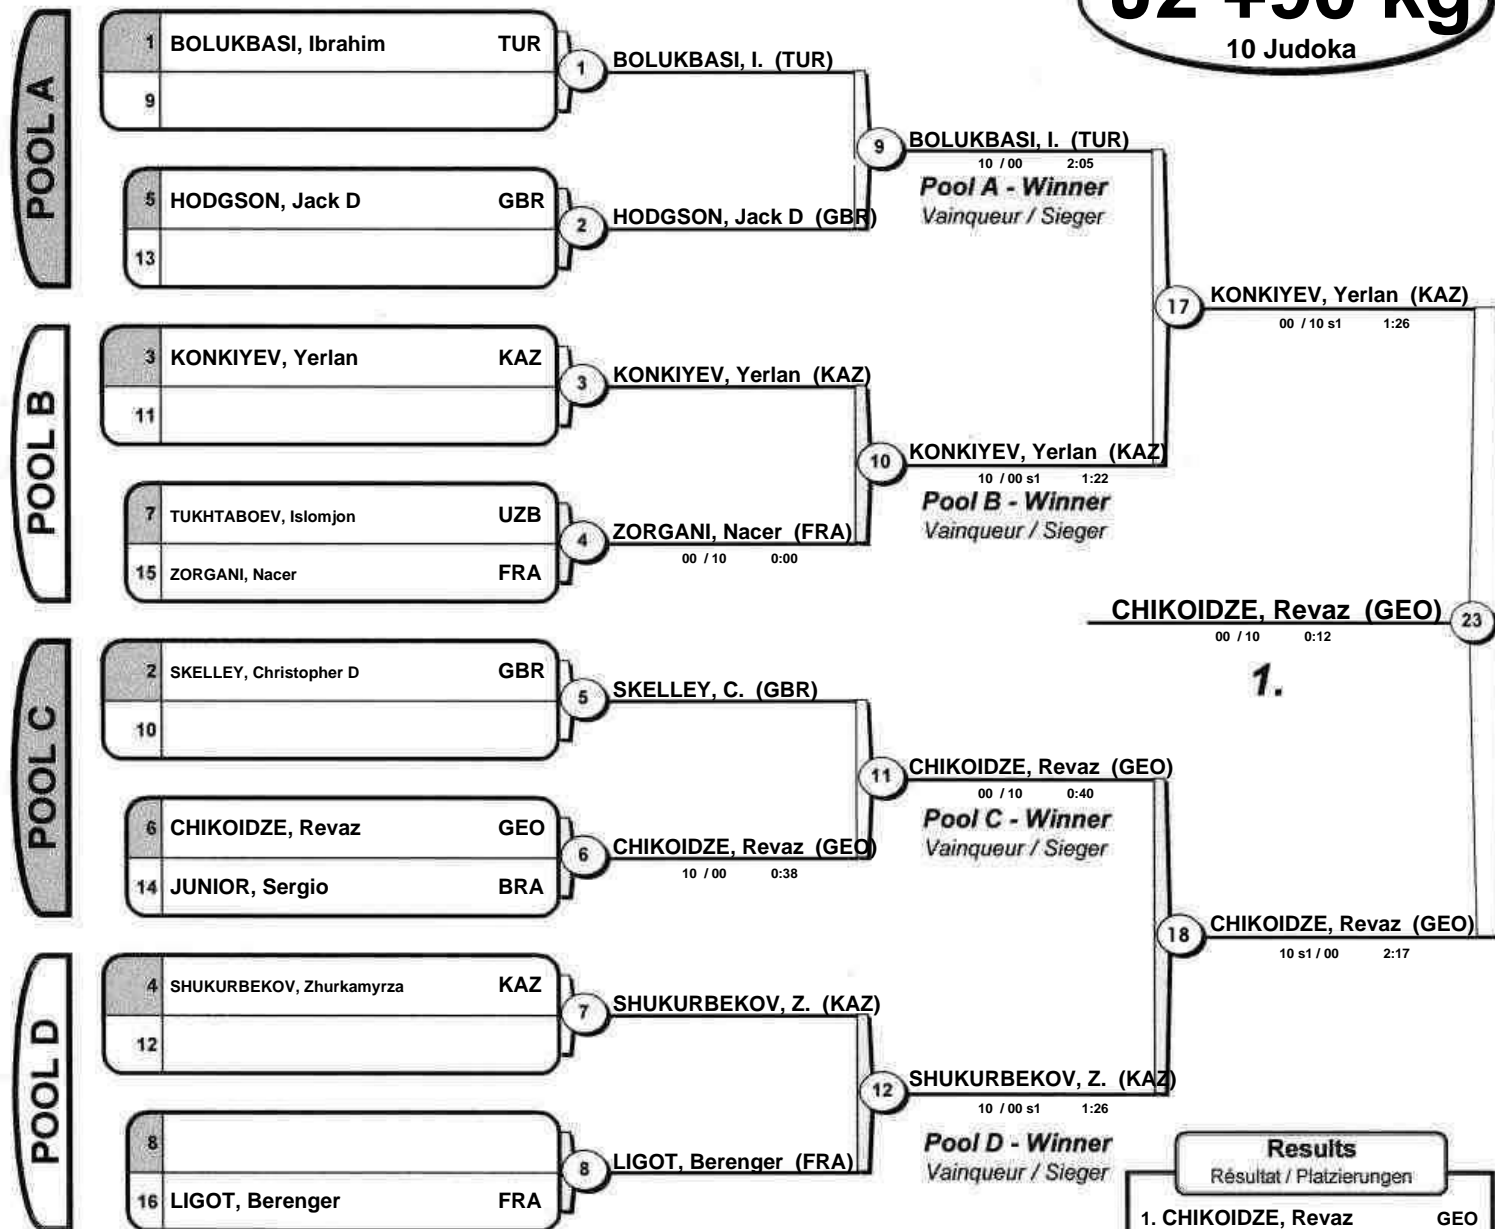 J2 +90 kg
10 Judoka
POOL A
1 BOLUKBASI, Ibrahim TUR
9
1
BOLUKBASI, I. (TUR)
5 HODGSON, Jack D GBR
13
2
HODGSON, Jack D (GBR)
9
BOLUKBASI, I. (TUR)
10 / 00 2:05
Pool A - Winner
Vainqueur / Sieger
POOL B
3 KONKIYEV, Yerlan KAZ
11
3
KONKIYEV, Yerlan (KAZ)
7 TUKHTABOEV, Islomjon UZB
15 ZORGANI, Nacer FRA
4
ZORGANI, Nacer (FRA)
00 / 10 0:00
10
KONKIYEV, Yerlan (KAZ)
10 / 00 s1 1:22
Pool B - Winner
Vainqueur / Sieger
17
KONKIYEV, Yerlan (KAZ)
00 / 10 s1 1:26
CHIKOIDZE, Revaz (GEO)
23
00 / 10 0:12
1.
POOL C
2 SKELLEY, Christopher D GBR
10
5
SKELLEY, C. (GBR)
6 CHIKOIDZE, Revaz GEO
14 JUNIOR, Sergio BRA
6
CHIKOIDZE, Revaz (GEO)
10 / 00 0:38
11
CHIKOIDZE, Revaz (GEO)
00 / 10 0:40
Pool C - Winner
Vainqueur / Sieger
POOL D
4 SHUKURBEKOV, Zhurkamyrza KAZ
12
7
SHUKURBEKOV, Z. (KAZ)
8
16 LIGOT, Berenger FRA
8
LIGOT, Berenger (FRA)
12
SHUKURBEKOV, Z. (KAZ)
10 / 00 s1 1:26
Pool D - Winner
Vainqueur / Sieger
18
CHIKOIDZE, Revaz (GEO)
10 s1 / 00 2:17
Results
Résultat / Platzierungen
1. CHIKOIDZE, Revaz GEO